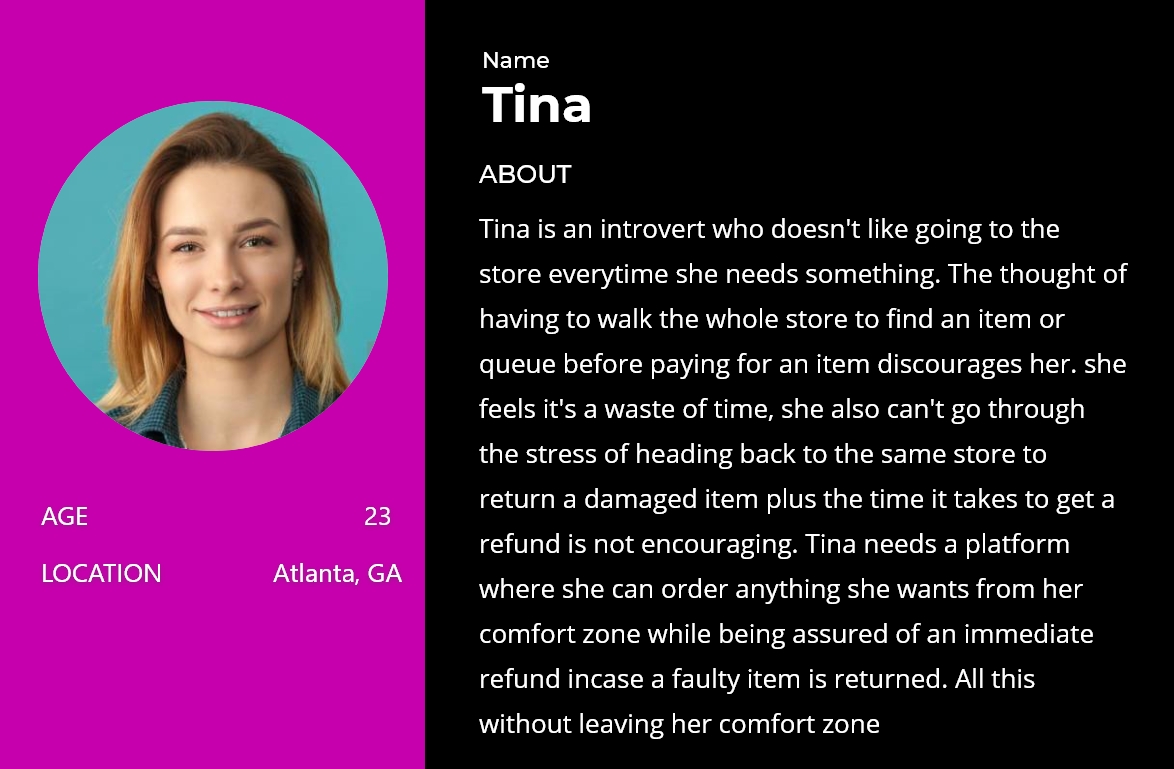 Name
Tina
ABOUT
Tina is an introvert who doesn't like going to the
store everytime she needs something. The thought of
having to walk the whole store to find an item or
queue before paying for an item discourages her. she
feels it's a waste of time, she also can't go through
the stress of heading back to the same store to
return a damaged item plus the time it takes to get a
refund is not encouraging. Tina needs a platform
where she can order anything she wants from her
comfort zone while being assured of an immediate
refund incase a faulty item is returned. All this
without leaving her comfort zone
AGE 23
LOCATION Atlanta, GA